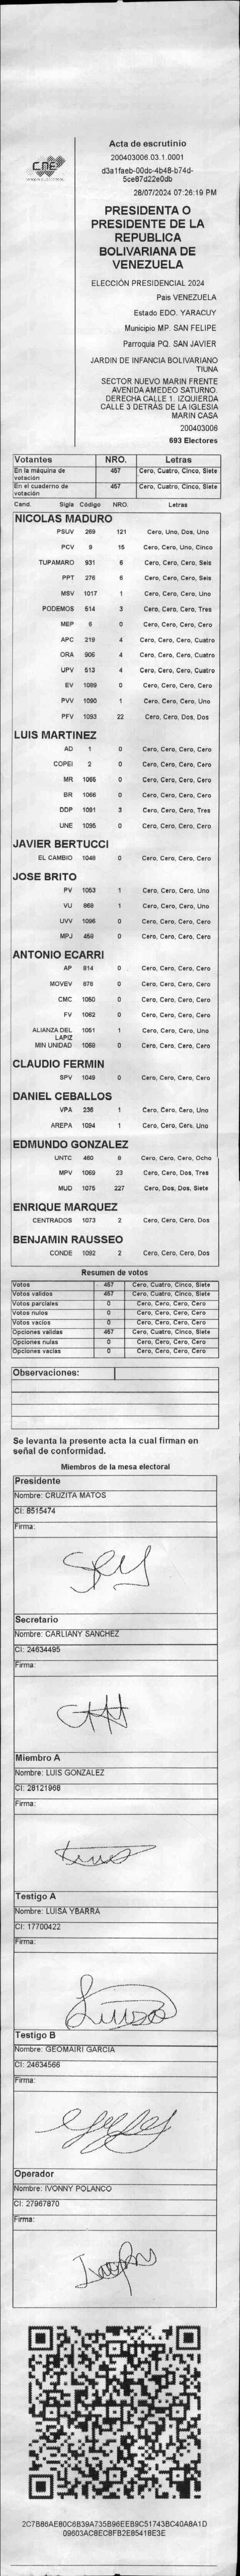 CNE
Acta de escrutinio
200403006.03.1.0001
d3a1faeb-00dc-4b48-b74d-
5ce87d22e0db
28/07/2024 07:26:19 PM
PRESIDENTA O
PRESIDENTE DE LA
REPUBLICA
BOLIVARIANA DE
VENEZUELA
ELECCIÓN PRESIDENCIAL 2024
Pais VENEZUELA
Estado EDO. YARACUY
Municipio MP. SAN FELIPE
Parroquia PQ. SAN JAVIER
JARDIN DE INFANCIA BOLIVARIANO
TIUNA
SECTOR NUEVO MARIN FRENTE
AVENIDA AMEDEO SATURNO.
DERECHA CALLE 1. IZQUIERDA
CALLE 3 DETRÁS DE LA IGLESIA
MARIN CASA
200403006
693 Electores
Votantes NRO. Letras
En la máquina de votación 457 Cero, Cuatro, Cinco, Siete
En el cuaderno de votación 457 Cero, Cuatro, Cinco, Siete
Cand. Sigla Código NRO. Letras
NICOLAS MADURO
PSUV 269 121 Cero, Uno, Dos, Uno
PCV 9 15 Cero, Cero, Uno, Cinco
TUPAMARO 931 6 Cero, Cero, Cero, Seis
PPT 276 6 Cero, Cero, Cero, Seis
MSV 1017 1 Cero, Cero, Cero, Uno
PODEMOS 514 3 Cero, Cero, Cero, Tres
MEP 6 0 Cero, Cero, Cero, Cero
APC 219 4 Cero, Cero, Cero, Cuatro
ORA 906 4 Cero, Cero, Cero, Cuatro
UPV 513 4 Cero, Cero, Cero, Cuatro
EV 1089 0 Cero, Cero, Cero, Cero
PVV 1090 1 Cero, Cero, Cero, Uno
PFV 1093 22 Cero, Cero, Dos, Dos
LUIS MARTINEZ
AD 1 0 Cero, Cero, Cero, Cero
COPEI 2 0 Cero, Cero, Cero, Cero
MR 1065 0 Cero, Cero, Cero, Cero
BR 1066 0 Cero, Cero, Cero, Cero
DDP 1091 3 Cero, Cero, Cero, Tres
UNE 1095 0 Cero, Cero, Cero, Cero
JAVIER BERTUCCI
EL CAMBIO 1048 0 Cero, Cero, Cero, Cero
JOSE BRITO
PV 1053 1 Cero, Cero, Cero, Uno
VU 868 1 Cero, Cero, Cero, Uno
UVV 1096 0 Cero, Cero, Cero, Cero
MPJ 458 0 Cero, Cero, Cero, Cero
ANTONIO ECARRI
AP 814 0 Cero, Cero, Cero, Cero
MOVEV 878 0 Cero, Cero, Cero, Cero
CMC 1050 0 Cero, Cero, Cero, Cero
FV 1062 0 Cero, Cero, Cero, Cero
ALIANZA DEL LAPIZ 1051 1 Cero, Cero, Cero, Uno
MIN UNIDAD 1068 0 Cero, Cero, Cero, Cero
CLAUDIO FERMIN
SPV 1049 0 Cero, Cero, Cero, Cero
DANIEL CEBALLOS
VPA 236 1 Cero, Cero, Cero, Uno
AREPA 1094 1 Cero, Cero, Cero, Uno
EDMUNDO GONZALEZ
UNTC 460 8 Cero, Cero, Cero, Ocho
MPV 1069 23 Cero, Cero, Dos, Tres
MUD 1075 227 Cero, Dos, Dos, Siete
ENRIQUE MARQUEZ
CENTRADOS 1073 2 Cero, Cero, Cero, Dos
BENJAMIN RAUSSEO
CONDE 1092 2 Cero, Cero, Cero, Dos
Resumen de votos
Votos 457 Cero, Cuatro, Cinco, Siete
Votos validos 457 Cero, Cuatro, Cinco, Siete
Votos parciales 0 Cero, Cero, Cero, Cero
Votos nulos 0 Cero, Cero, Cero, Cero
Votos vacios 0 Cero, Cero, Cero, Cero
Opciones validas 457 Cero, Cuatro, Cinco, Siete
Opciones nulas 0 Cero, Cero, Cero, Cero
Opciones vacias 0 Cero, Cero, Cero, Cero
Observaciones:
Se levanta la presente acta la cual firman en
señal de conformidad.
Miembros de la mesa electoral
Presidente
Nombre: CRUZITA MATOS
CI: 8515474
Firma:
Secretario
Nombre: CARLIANY SANCHEZ
CI: 24634495
Firma:
Miembro A
Nombre: LUIS GONZALEZ
CI: 28121968
Firma:
Testigo A
Nombre: LUISA YBARRA
CI: 17700422
Firma:
Testigo B
Nombre: GEOMAIRI GARCIA
CI: 24634566
Firma:
Operador
Nombre: IVONNY POLANCO
CI: 27967870
Firma:
2C7B86AE80C6B39A735B96EEB9C51743BC40A8A1D
09603AC8EC8FB2E85418E3E